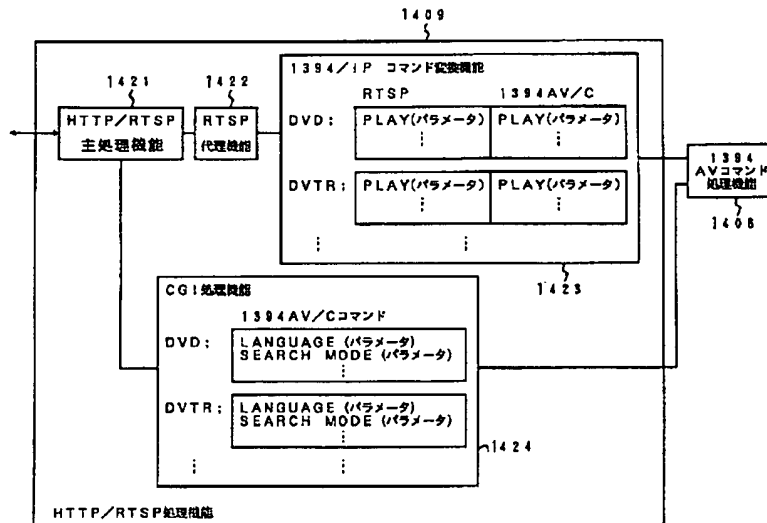 1409
1421
1422
HTTP/RTSP
主処理機能
RTSP
代理機能
1394/IP コマンド変換機能
RTSP 1394AV/C
DVD: PLAY(パラメータ) PLAY(パラメータ)
⋮ ⋮
DVTR: PLAY(パラメータ) PLAY(パラメータ)
⋮ ⋮
⋮ ⋮
1423
1394
AVコマンド
処理機能
1406
CGI処理機能
1394AV/Cコマンド
DVD: LANGUAGE(パラメータ)
SEARCH MODE(パラメータ)
⋮
DVTR: LANGUAGE(パラメータ)
SEARCH MODE(パラメータ)
⋮
⋮ ⋮
1424
HTTP/RTSP処理機能